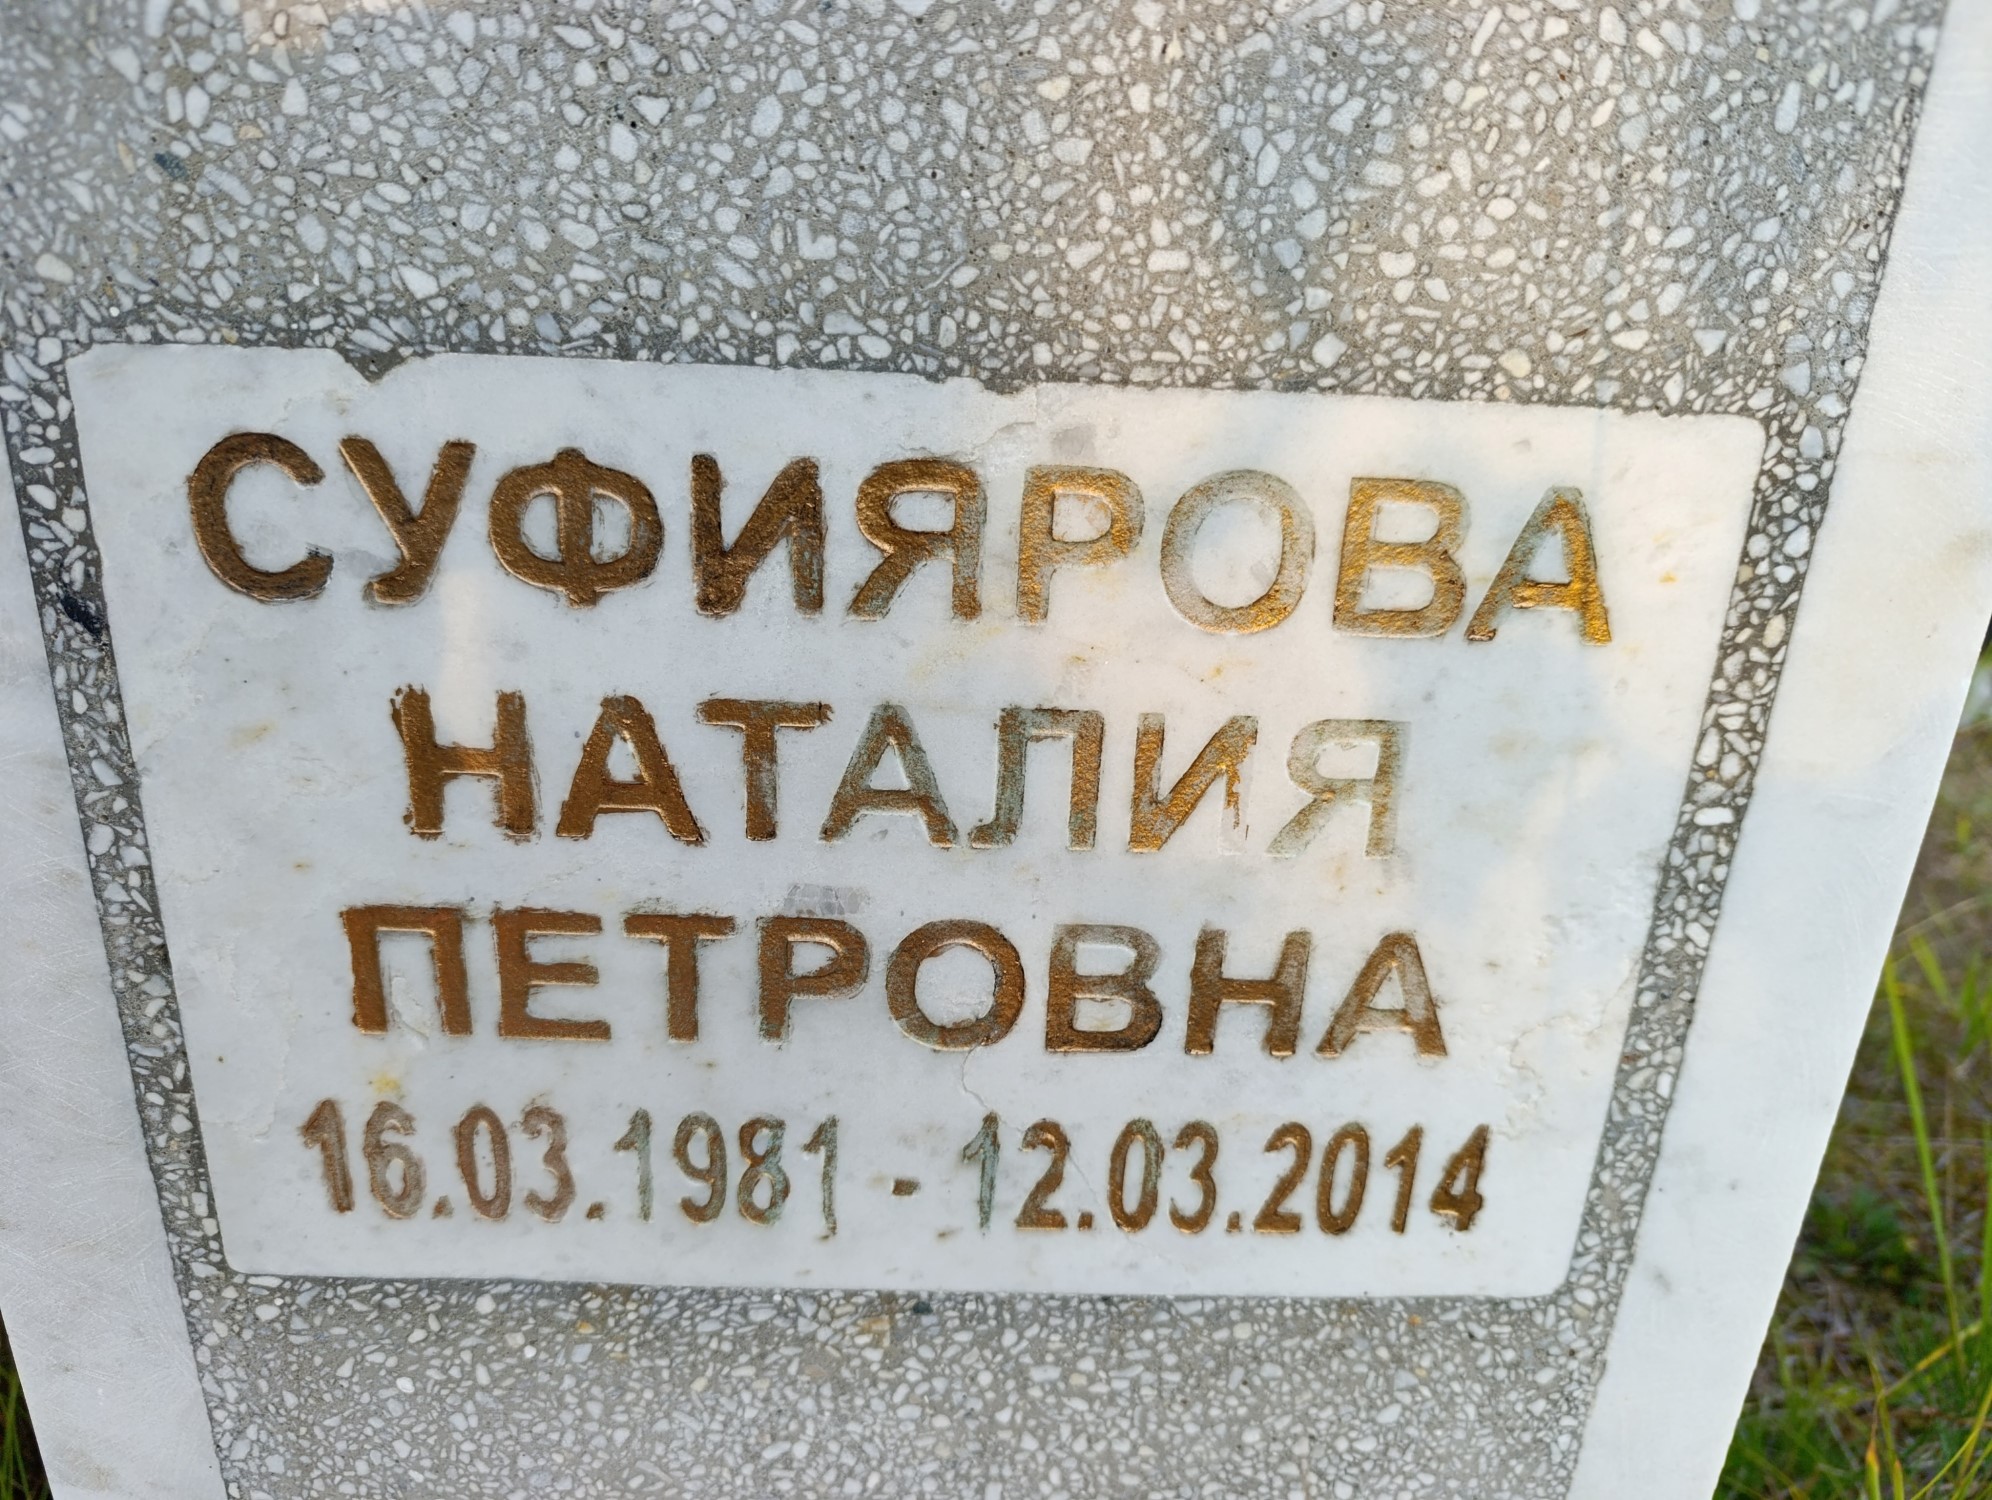 СУФИЯРОВА
НАТАЛИЯ
ПЕТРОВНА
16.03.1981 - 12.03.2014